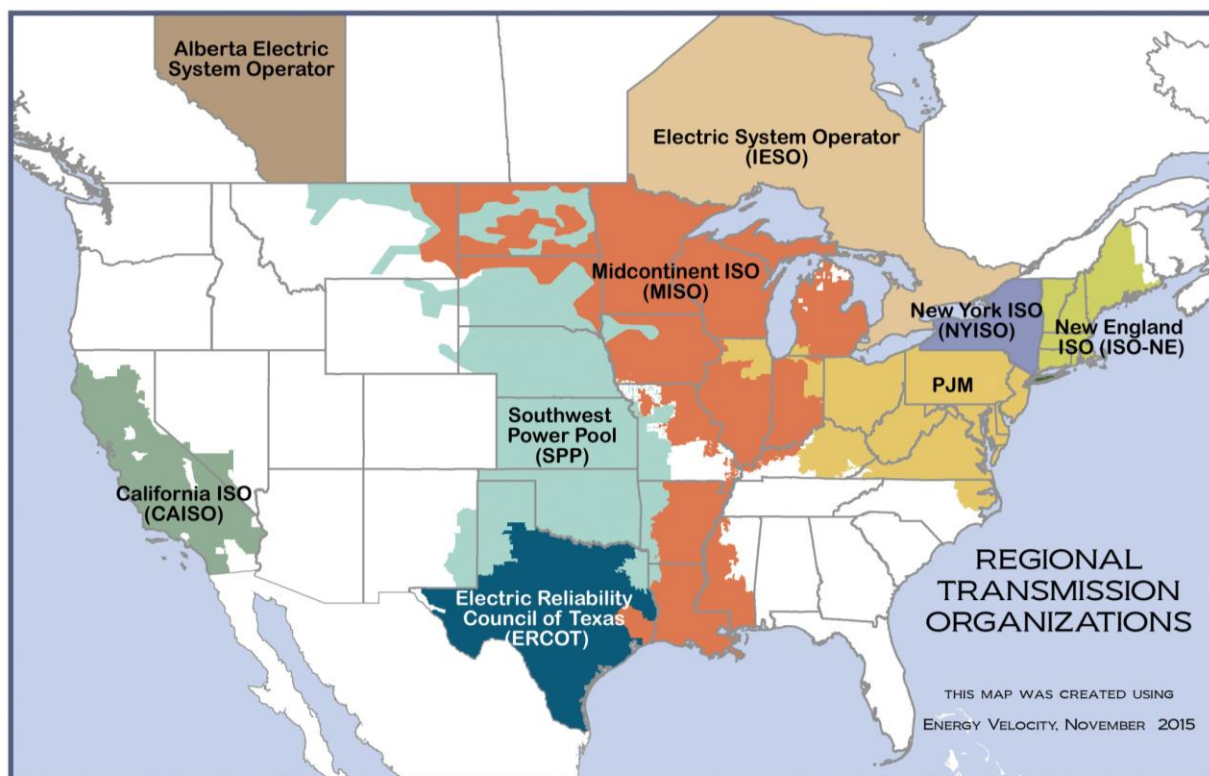 Alberta Electric
System Operator
Electric System Operator
(IESO)
Midcontinent ISO
(MISO)
New York ISO
(NYISO)
New England
ISO (ISO-NE)
PJM
Southwest
Power Pool
(SPP)
California ISO
(CAISO)
Electric Reliability
Council of Texas
(ERCOT)
REGIONAL
TRANSMISSION
ORGANIZATIONS
THIS MAP WAS CREATED USING
ENERGY VELOCITY, NOVEMBER 2015